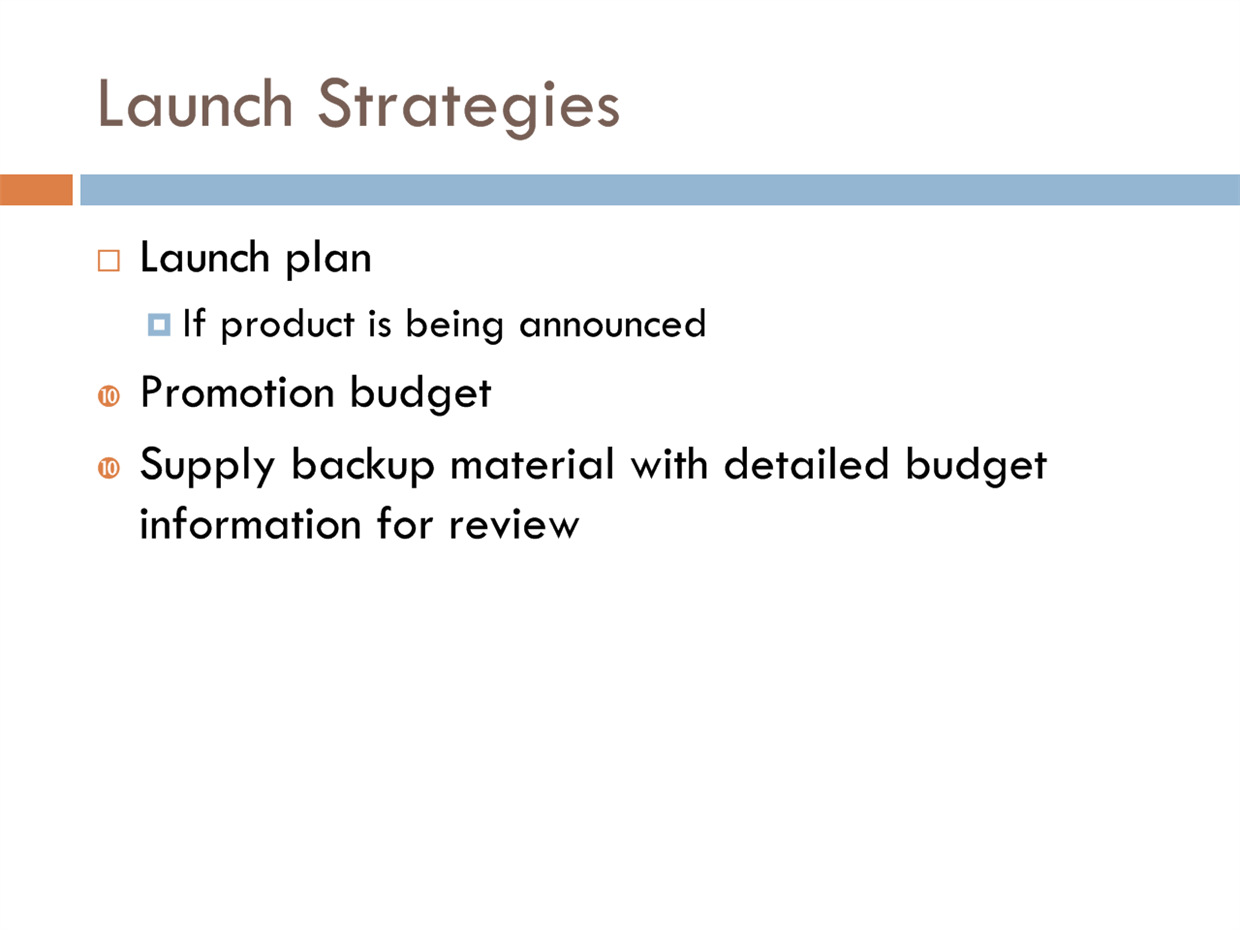 Launch Strategies
□ Launch plan
◘ If product is being announced
❿ Promotion budget
❿ Supply backup material with detailed budget
information for review